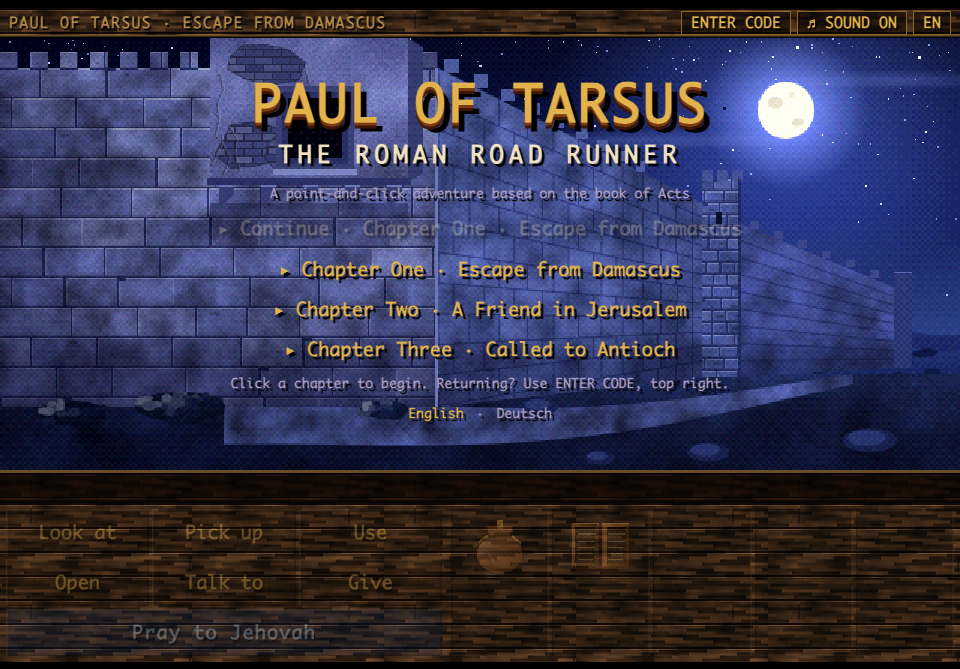 PAUL OF TARSUS · ESCAPE FROM DAMASCUS
ENTER CODE
♬ SOUND ON
EN
PAUL OF TARSUS
THE ROMAN ROAD RUNNER
A point-and-click adventure based on the book of Acts
▸ Continue · Chapter One · Escape from Damascus
▸ Chapter One · Escape from Damascus
▸ Chapter Two · A Friend in Jerusalem
▸ Chapter Three · Called to Antioch
Click a chapter to begin. Returning? Use ENTER CODE, top right.
English · Deutsch
Look at
Pick up
Use
Open
Talk to
Give
Pray to Jehovah